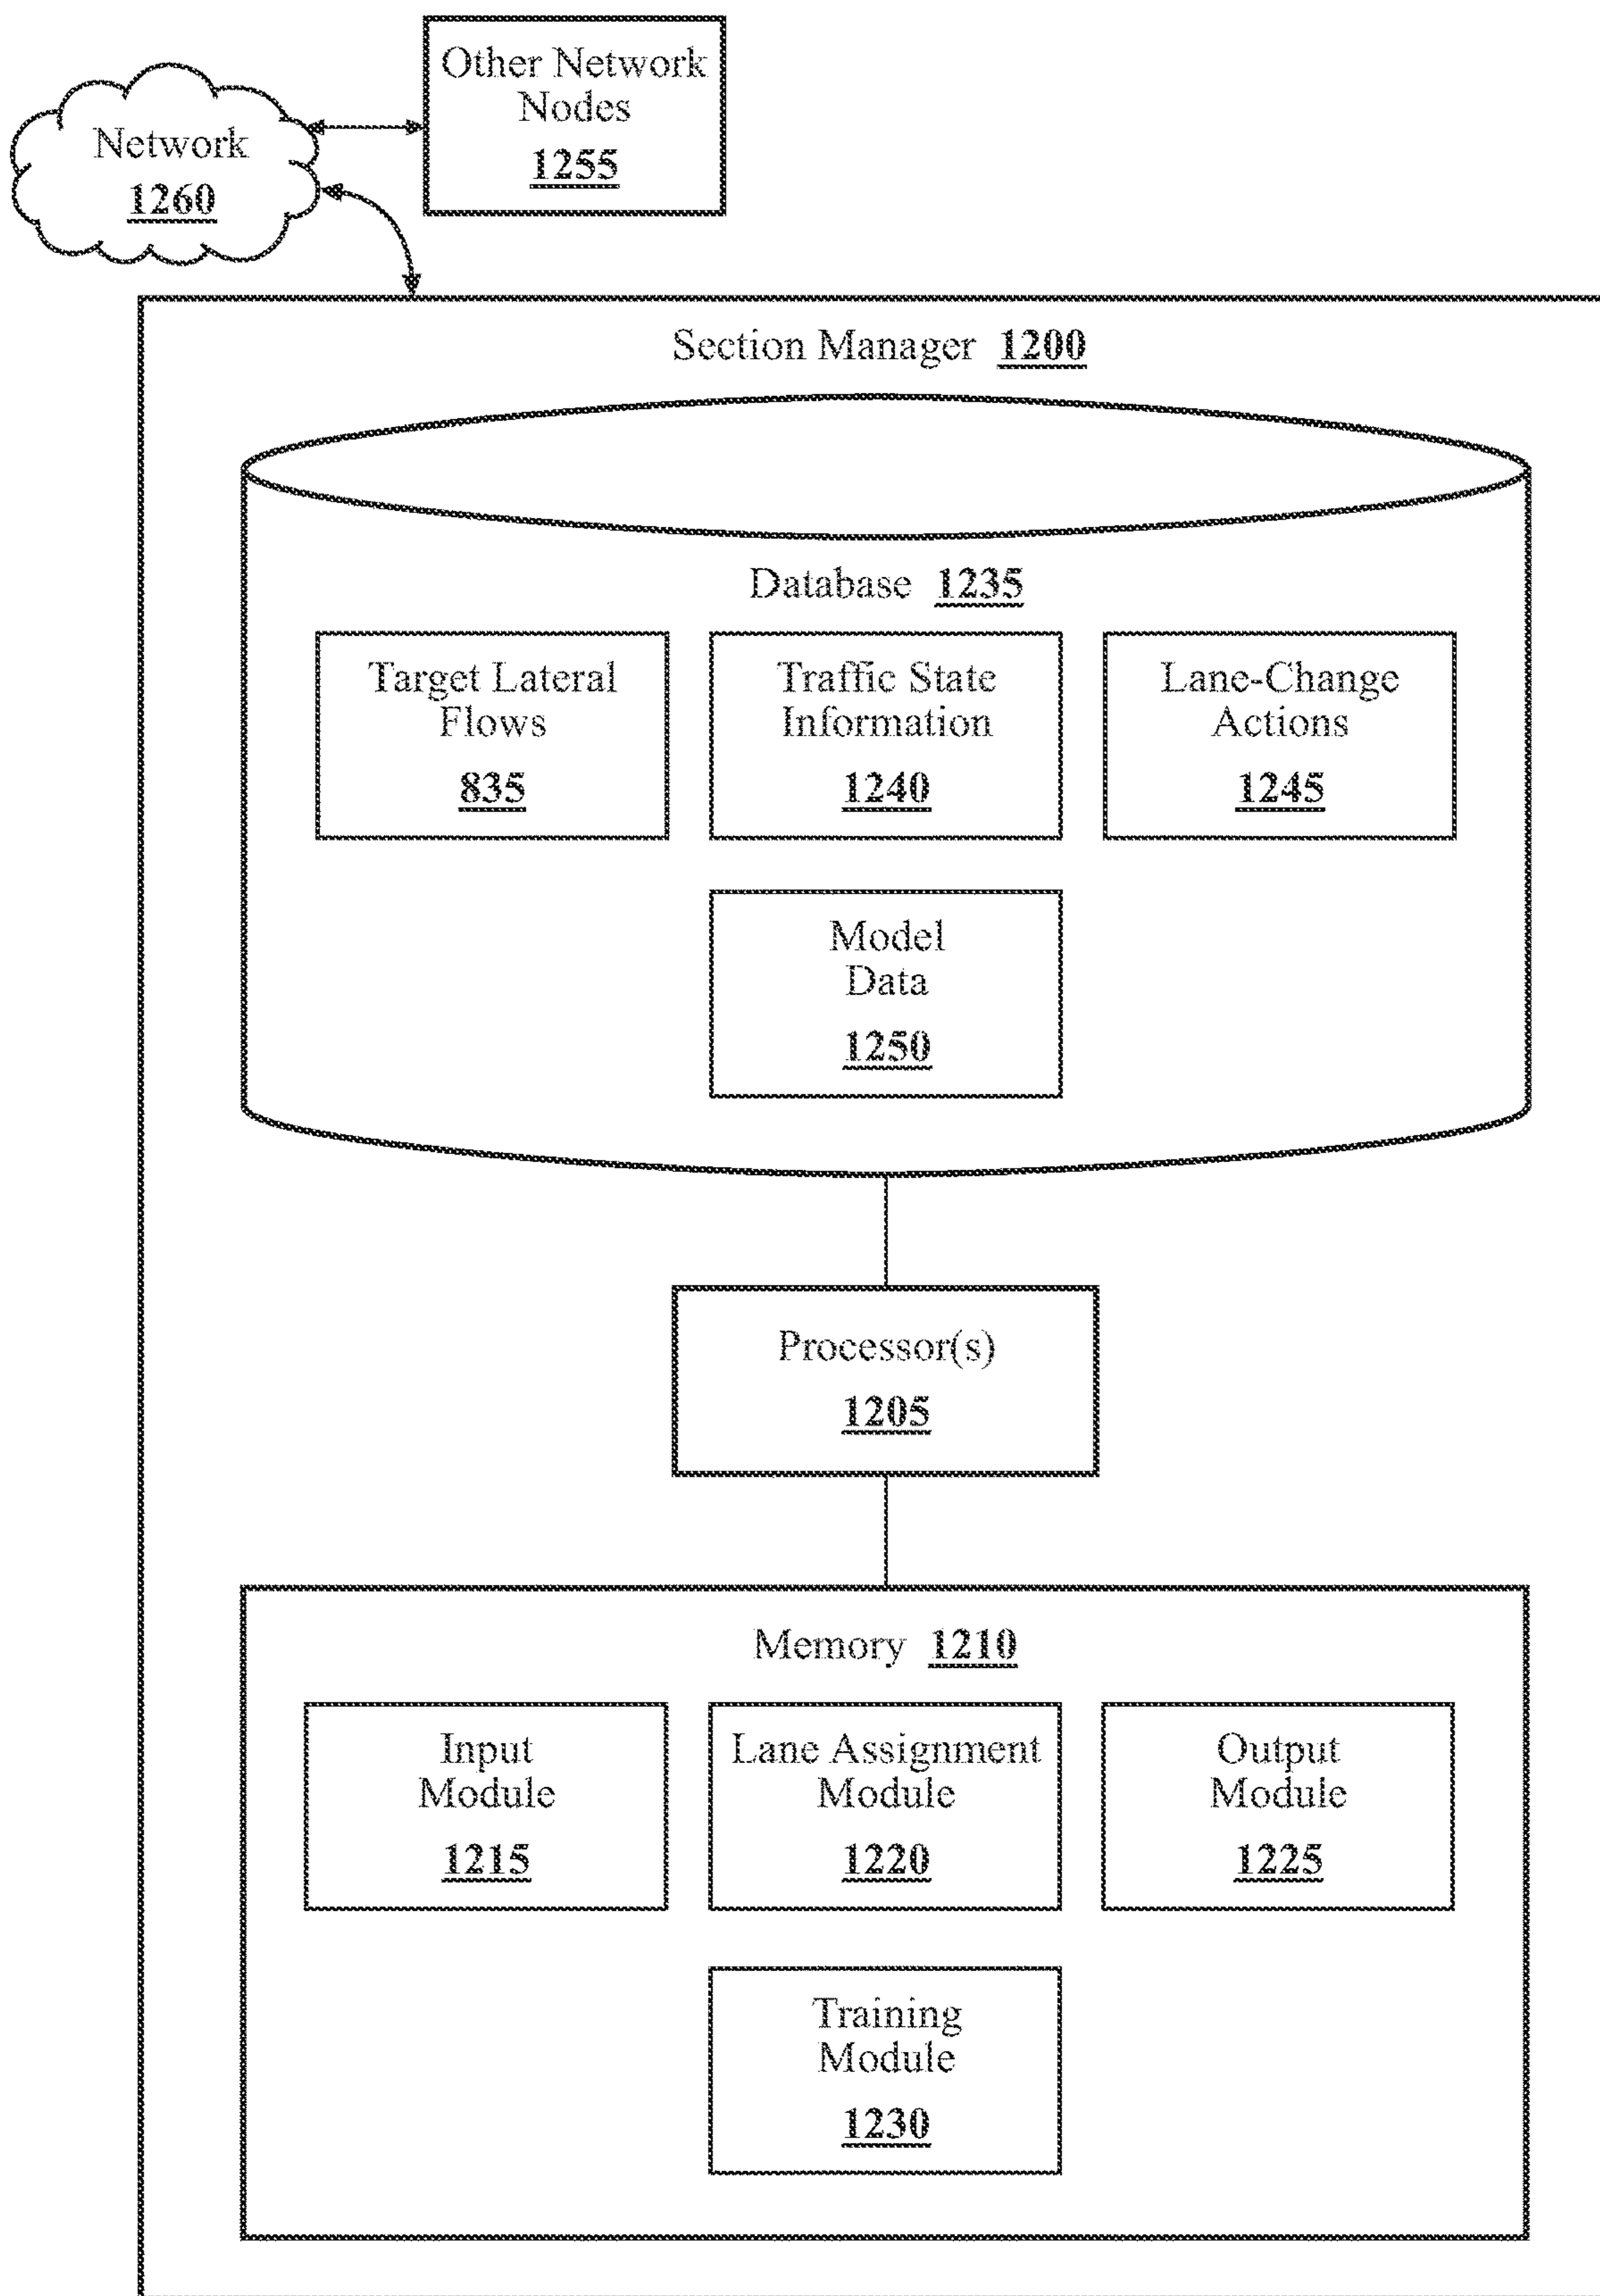 Other Network
Nodes
1255
Network
1260
Section Manager 1200
Database 1235
Target Lateral
Flows
835
Traffic State
Information
1240
Lane-Change
Actions
1245
Model
Data
1250
Processor(s)
1205
Memory 1210
Input
Module
1215
Lane Assignment
Module
1220
Output
Module
1225
Training
Module
1230